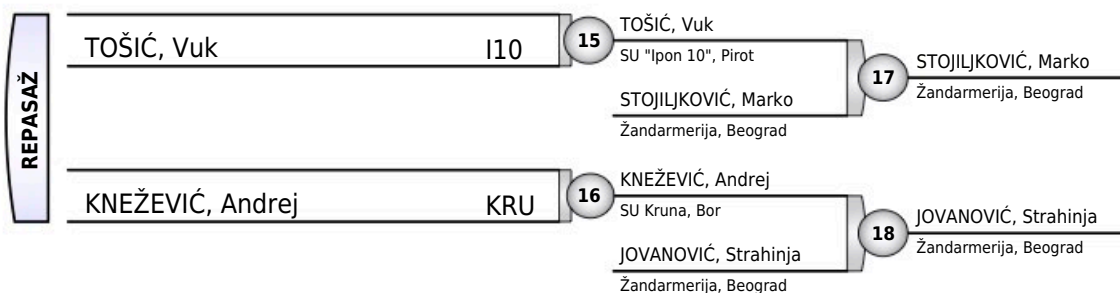 REPASAŽ
TOŠIĆ, Vuk I10
15
TOŠIĆ, Vuk
SU "Ipon 10", Pirot
STOJILJKOVIĆ, Marko
Žandarmerija, Beograd
17
STOJILJKOVIĆ, Marko
Žandarmerija, Beograd
KNEŽEVIĆ, Andrej KRU
16
KNEŽEVIĆ, Andrej
SU Kruna, Bor
JOVANOVIĆ, Strahinja
Žandarmerija, Beograd
18
JOVANOVIĆ, Strahinja
Žandarmerija, Beograd